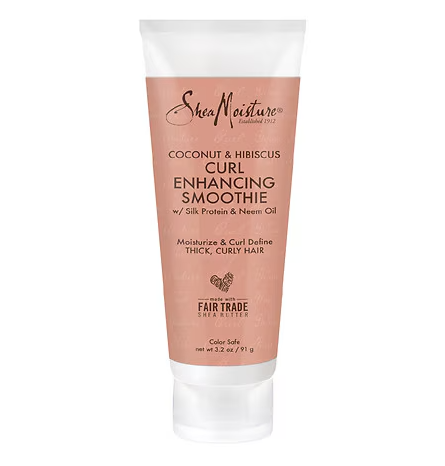 SheaMoisture®
Established 1912
COCONUT & HIBISCUS
CURL
ENHANCING
SMOOTHIE
w/ Silk Protein & Neem Oil
Moisturize & Curl Define
THICK, CURLY HAIR
made with
FAIR TRADE
SHEA BUTTER
Color Safe
net wt 3.2 oz / 91 g